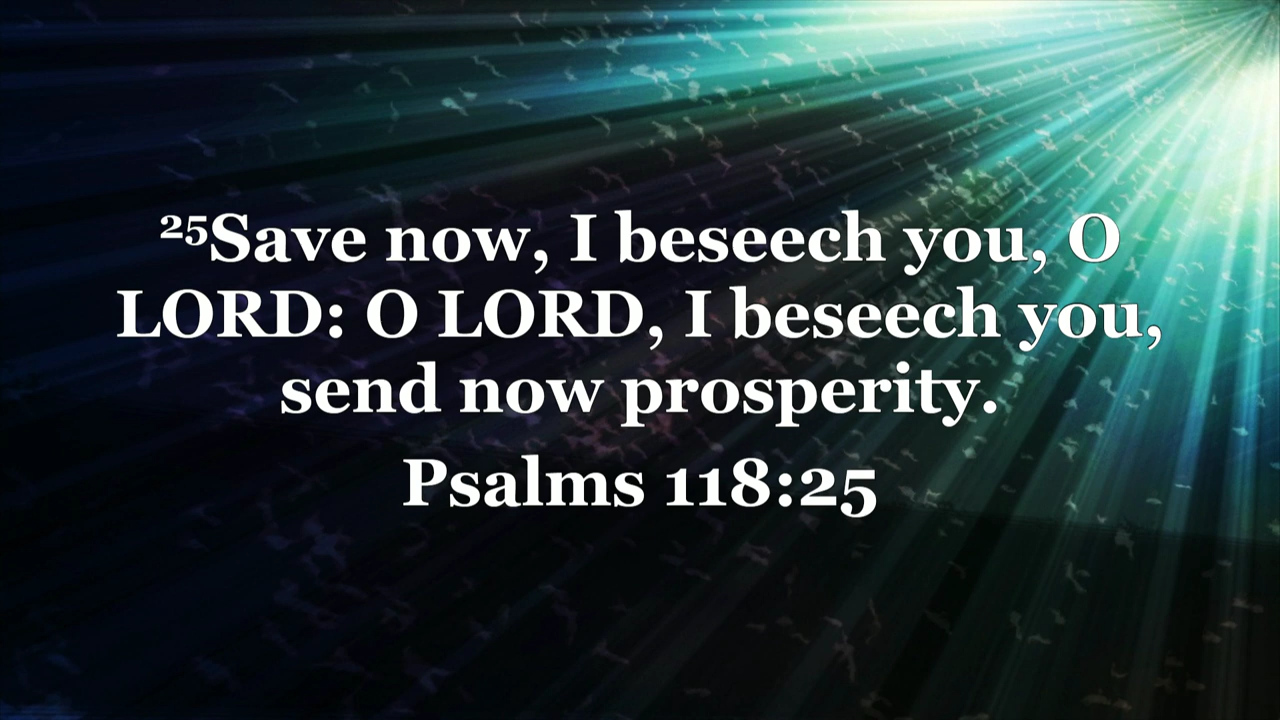 ²⁵Save now, I beseech you, O
LORD: O LORD, I beseech you,
send now prosperity.
Psalms 118:25